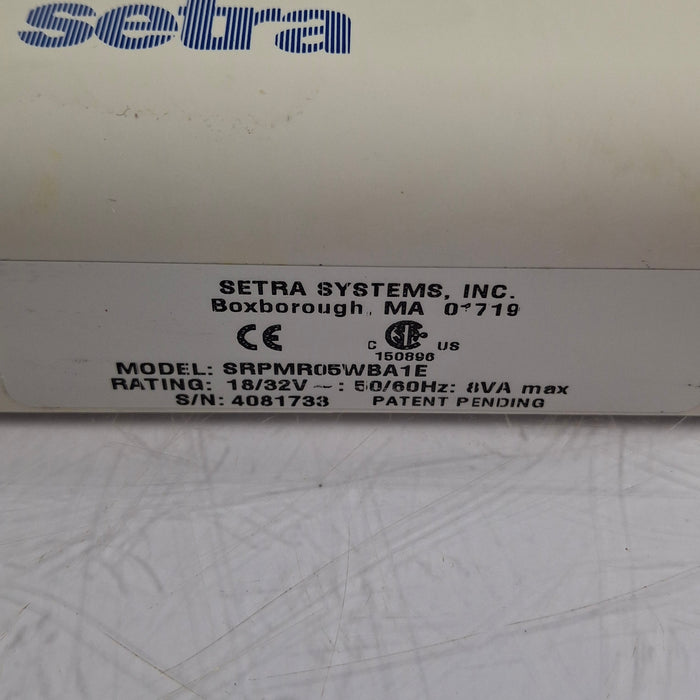 setra
SETRA SYSTEMS, INC.
Boxborough, MA 01719
CE C US
150896
MODEL: SRPMR05WBA1E
RATING: 18/32V ~: 50/60Hz: 8VA max
S/N: 4081733 PATENT PENDING